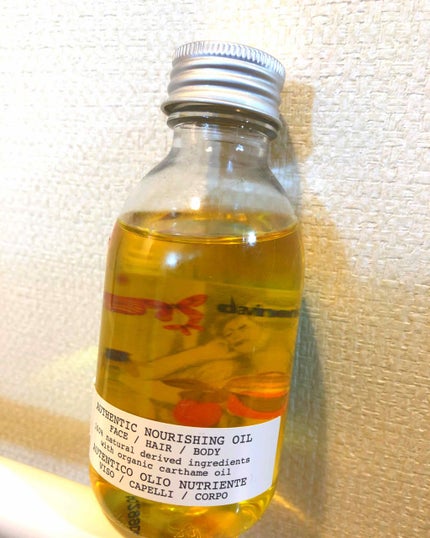 davines
AUTHENTIC NOURISHING OIL
FACE / HAIR / BODY
natural derived ingredients
with organic carthame oil
AUTENTICO OLIO NUTRIENTE
VISO / CAPELLI / CORPO